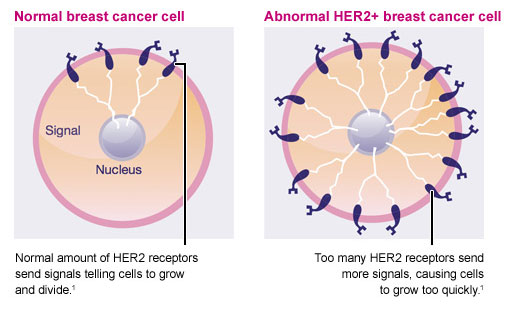 Normal breast cancer cell
Signal
Nucleus
Normal amount of HER2 receptors
send signals telling cells to grow
and divide.¹
Abnormal HER2+ breast cancer cell
Too many HER2 receptors send
more signals, causing cells
to grow too quickly.¹